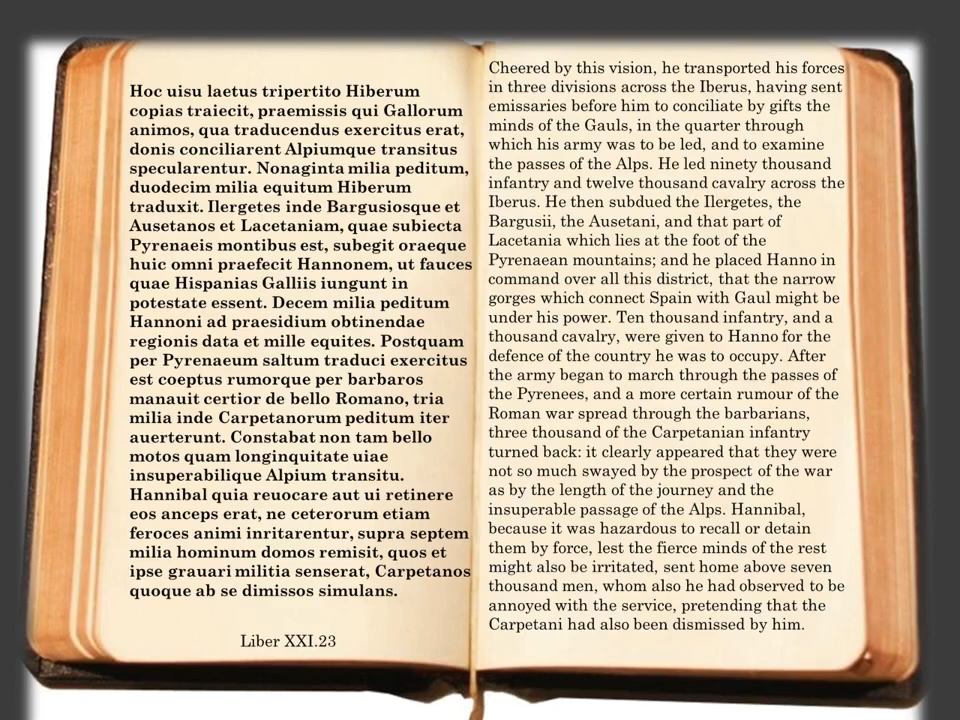 Hoc uisu laetus tripertito Hiberum
copias traiecit, praemissis qui Gallorum
animos, qua traducendus exercitus erat,
donis conciliarent Alpiumque transitus
specularentur. Nonaginta milia peditum,
duodecim milia equitum Hiberum
traduxit. Ilergetes inde Bargusiosque et
Ausetanos et Lacetaniam, quae subiecta
Pyrenaeis montibus est, subegit oraeque
huic omni praefecit Hannonem, ut fauces
quae Hispanias Galliis iungunt in
potestate essent. Decem milia peditum
Hannoni ad praesidium obtinendae
regionis data et mille equites. Postquam
per Pyrenaeum saltum traduci exercitus
est coeptus rumorque per barbaros
manauit certior de bello Romano, tria
milia inde Carpetanorum peditum iter
auerterunt. Constabat non tam bello
motos quam longinquitate uiae
insuperabilique Alpium transitu.
Hannibal quia reuocare aut ui retinere
eos anceps erat, ne ceterorum etiam
feroces animi inritarentur, supra septem
milia hominum domos remisit, quos et
ipse grauari militia senserat, Carpetanos
quoque ab se dimissos simulans.
Liber XXI.23
Cheered by this vision, he transported his forces
in three divisions across the Iberus, having sent
emissaries before him to conciliate by gifts the
minds of the Gauls, in the quarter through
which his army was to be led, and to examine
the passes of the Alps. He led ninety thousand
infantry and twelve thousand cavalry across the
Iberus. He then subdued the Ilergetes, the
Bargusii, the Ausetani, and that part of
Lacetania which lies at the foot of the
Pyrenaean mountains; and he placed Hanno in
command over all this district, that the narrow
gorges which connect Spain with Gaul might be
under his power. Ten thousand infantry, and a
thousand cavalry, were given to Hanno for the
defence of the country he was to occupy. After
the army began to march through the passes of
the Pyrenees, and a more certain rumour of the
Roman war spread through the barbarians,
three thousand of the Carpetanian infantry
turned back: it clearly appeared that they were
not so much swayed by the prospect of the war
as by the length of the journey and the
insuperable passage of the Alps. Hannibal,
because it was hazardous to recall or detain
them by force, lest the fierce minds of the rest
might also be irritated, sent home above seven
thousand men, whom also he had observed to be
annoyed with the service, pretending that the
Carpetani had also been dismissed by him.